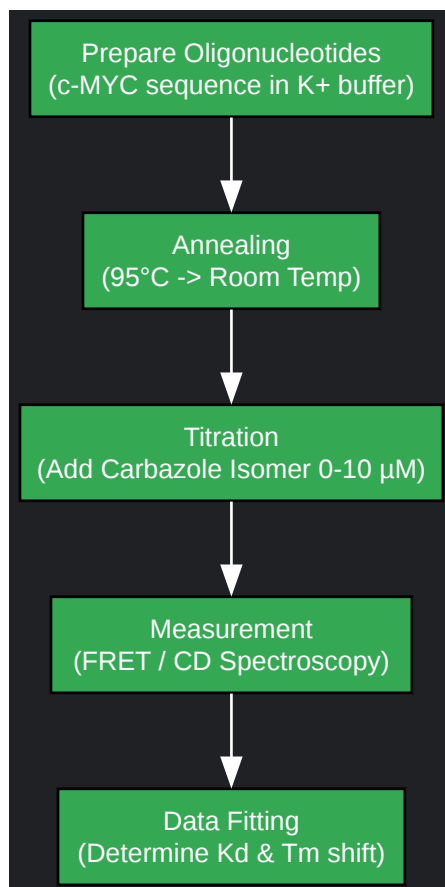 Prepare Oligonucleotides
(c-MYC sequence in K+ buffer)
Annealing
(95°C -> Room Temp)
Titration
(Add Carbazole Isomer 0-10 µM)
Measurement
(FRET / CD Spectroscopy)
Data Fitting
(Determine Kd & Tm shift)